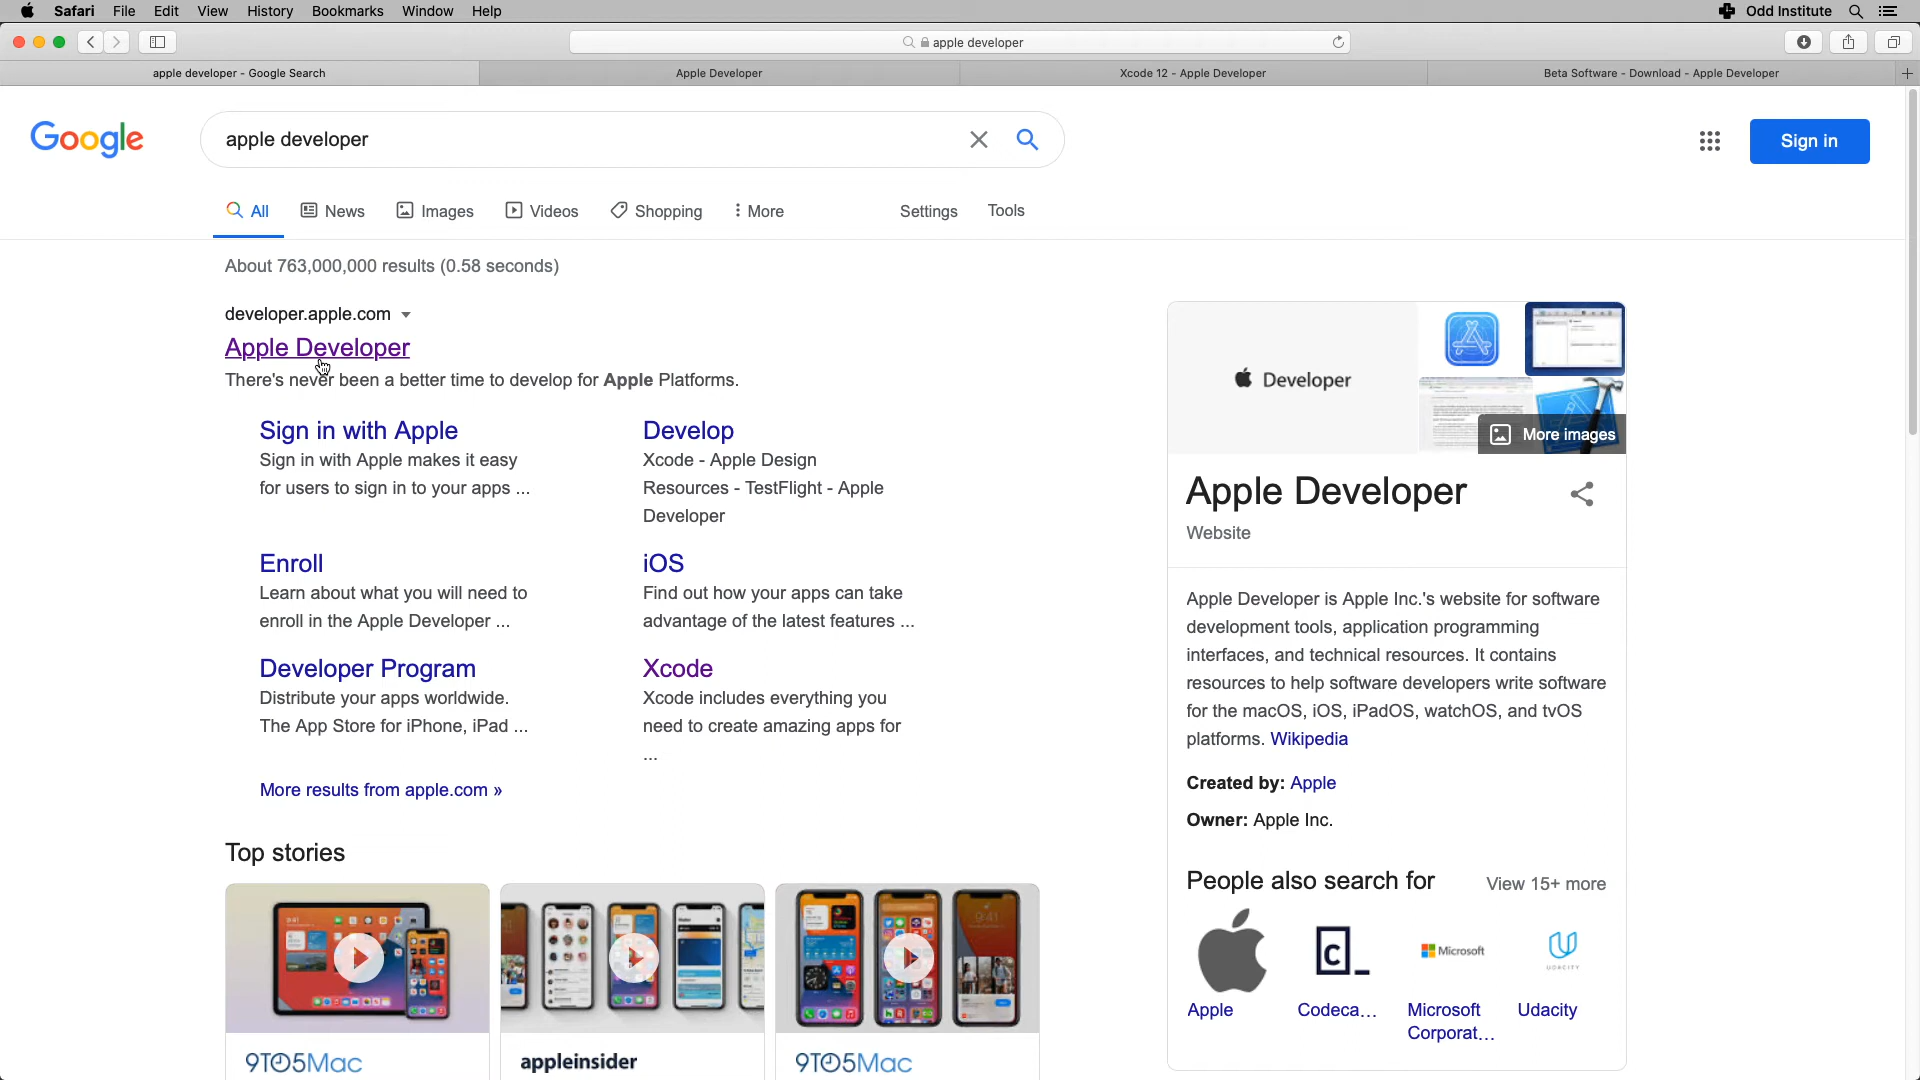 Safari File Edit View History Bookmarks Window Help Odd Institute
apple developer
apple developer - Google Search
Apple Developer
Xcode 12 - Apple Developer
Beta Software - Download - Apple Developer
Google
apple developer
Sign in
All
News
Images
Videos
Shopping
More
Settings
Tools
About 763,000,000 results (0.58 seconds)
developer.apple.com
Apple Developer
There's never been a better time to develop for Apple Platforms.
Sign in with Apple
Sign in with Apple makes it easy
for users to sign in to your apps ...
Develop
Xcode - Apple Design
Resources - TestFlight - Apple
Developer
Enroll
Learn about what you will need to
enroll in the Apple Developer ...
iOS
Find out how your apps can take
advantage of the latest features ...
Developer Program
Distribute your apps worldwide.
The App Store for iPhone, iPad ...
Xcode
Xcode includes everything you
need to create amazing apps for
...
More results from apple.com »
Top stories
9TO5Mac
appleinsider
9TO5Mac
Developer
More images
Apple Developer
Website
Apple Developer is Apple Inc.'s website for software
development tools, application programming
interfaces, and technical resources. It contains
resources to help software developers write software
for the macOS, iOS, iPadOS, watchOS, and tvOS
platforms. Wikipedia
Created by: Apple
Owner: Apple Inc.
People also search for
View 15+ more
Microsoft
UDACITY
Apple
Codeca...
Microsoft
Corporat...
Udacity